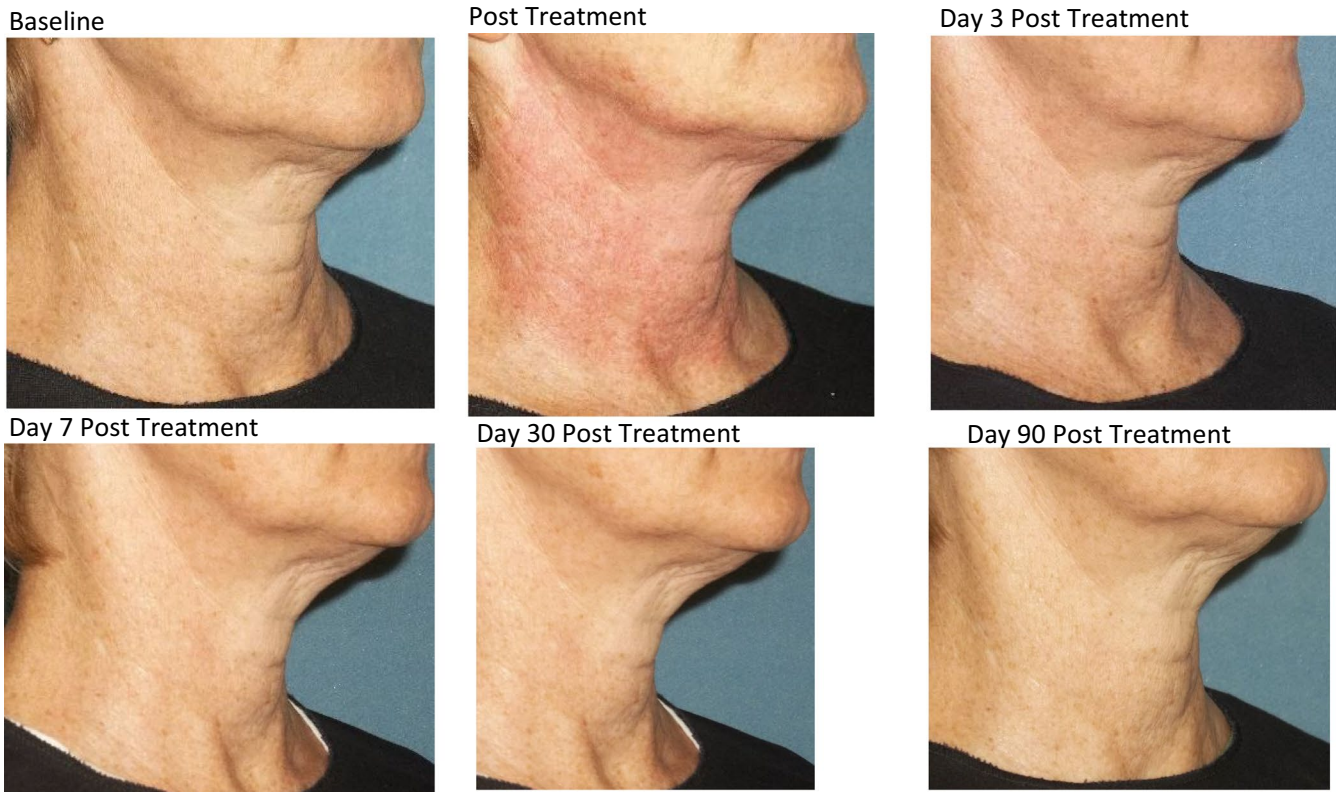 Baseline
Post Treatment
Day 3 Post Treatment
Day 7 Post Treatment
Day 30 Post Treatment
Day 90 Post Treatment